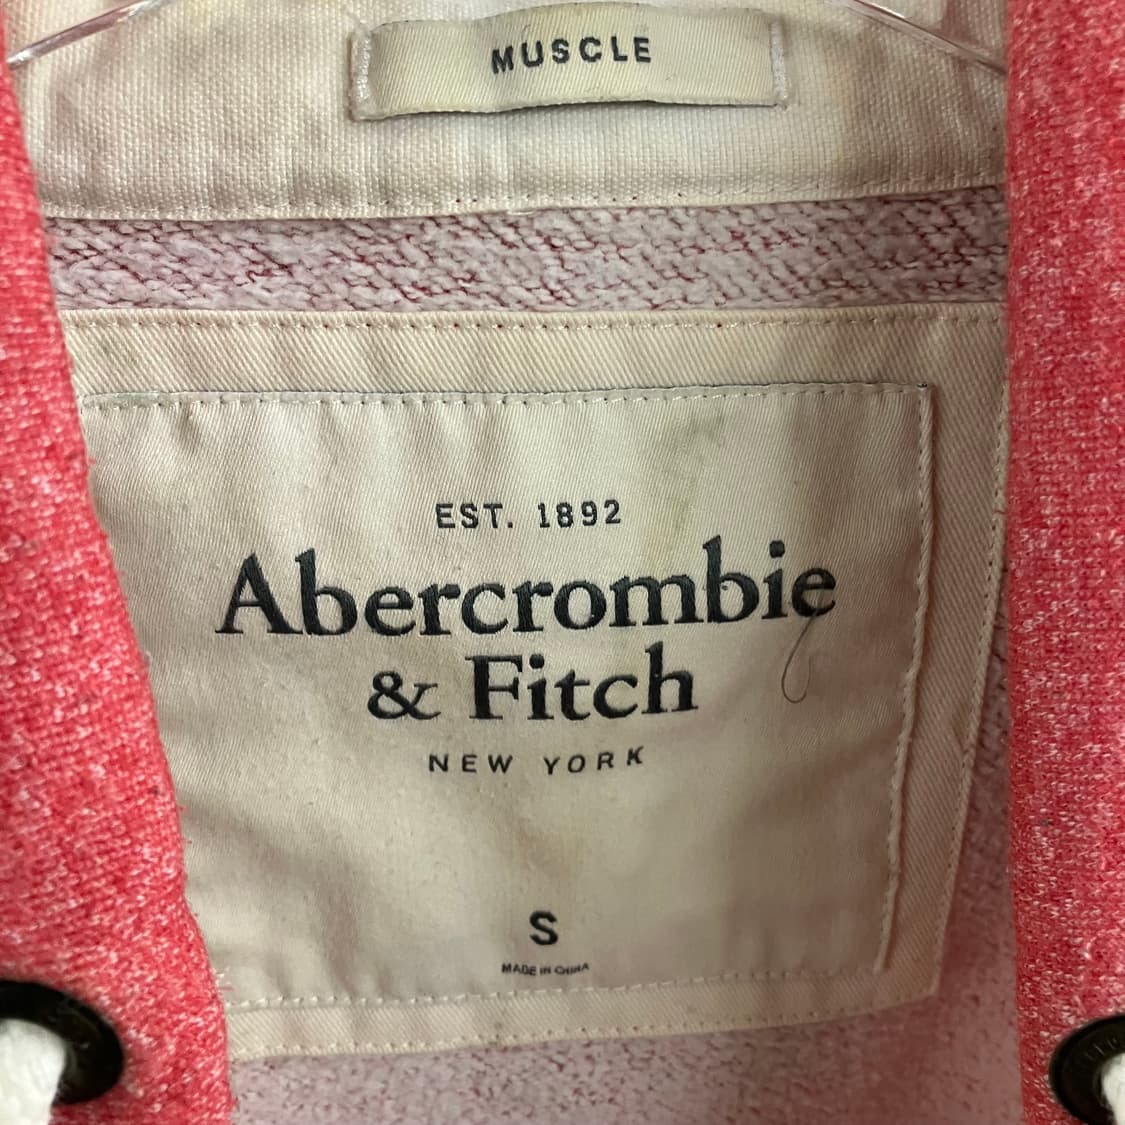 MUSCLE
EST. 1892
Abercrombie
& Fitch
NEW YORK
S
MADE IN CHINA